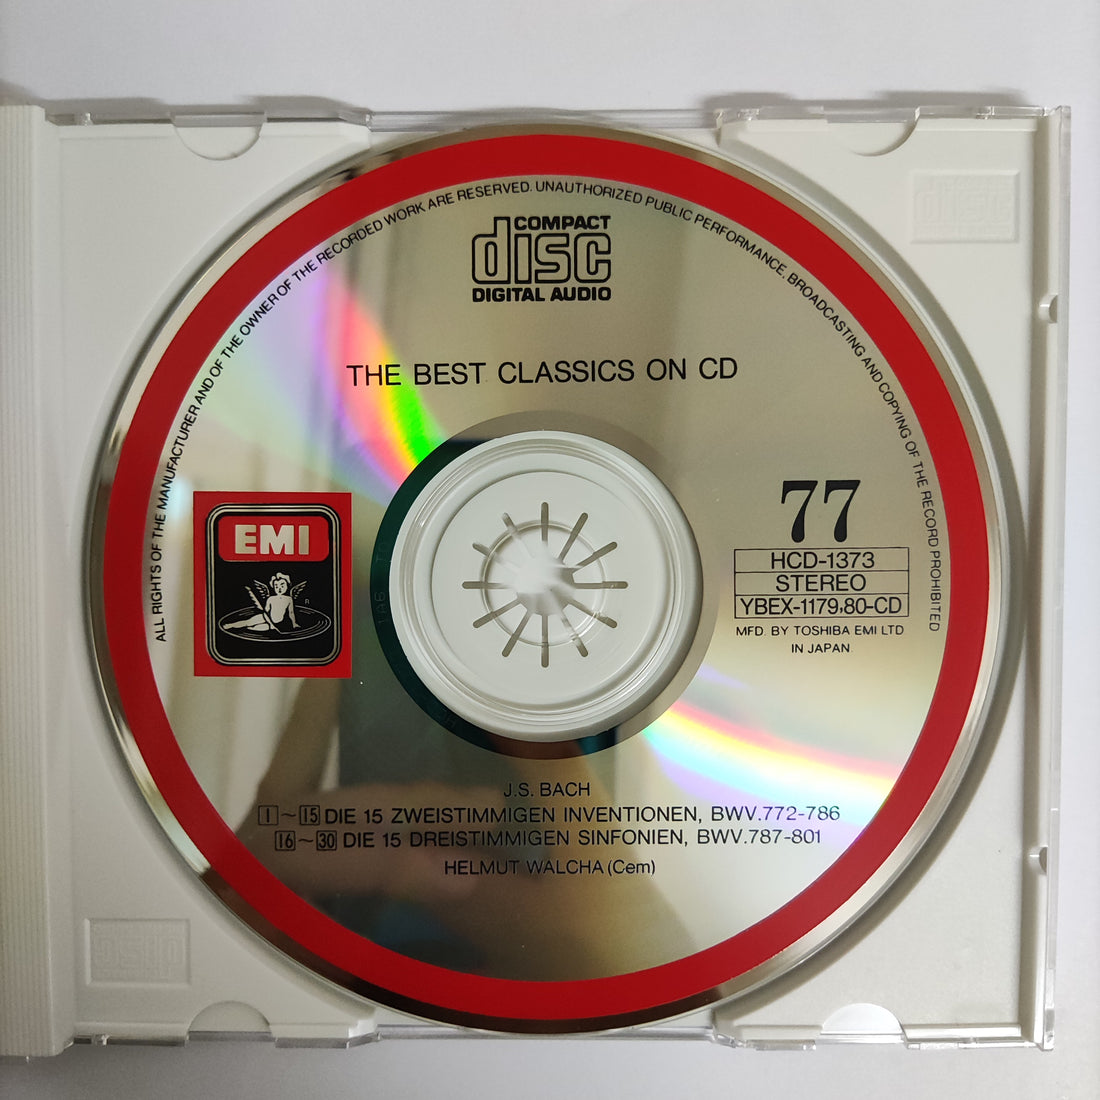 ALL RIGHTS OF THE MANUFACTURER AND OF THE OWNER OF THE RECORDED WORK ARE RESERVED. UNAUTHORIZED PUBLIC PERFORMANCE, BROADCASTING AND COPYING OF THE RECORD PROHIBITED
COMPACT
disc
DIGITAL AUDIO
THE BEST CLASSICS ON CD
EMI
R
77
HCD-1373
STEREO
YBEX-1179,80-CD
MFD. BY TOSHIBA EMI LTD
IN JAPAN
J.S. BACH
1~15 DIE 15 ZWEISTIMMIGEN INVENTIONEN, BWV.772-786
16~30 DIE 15 DREISTIMMIGEN SINFONIEN, BWV.787-801
HELMUT WALCHA (Cem)